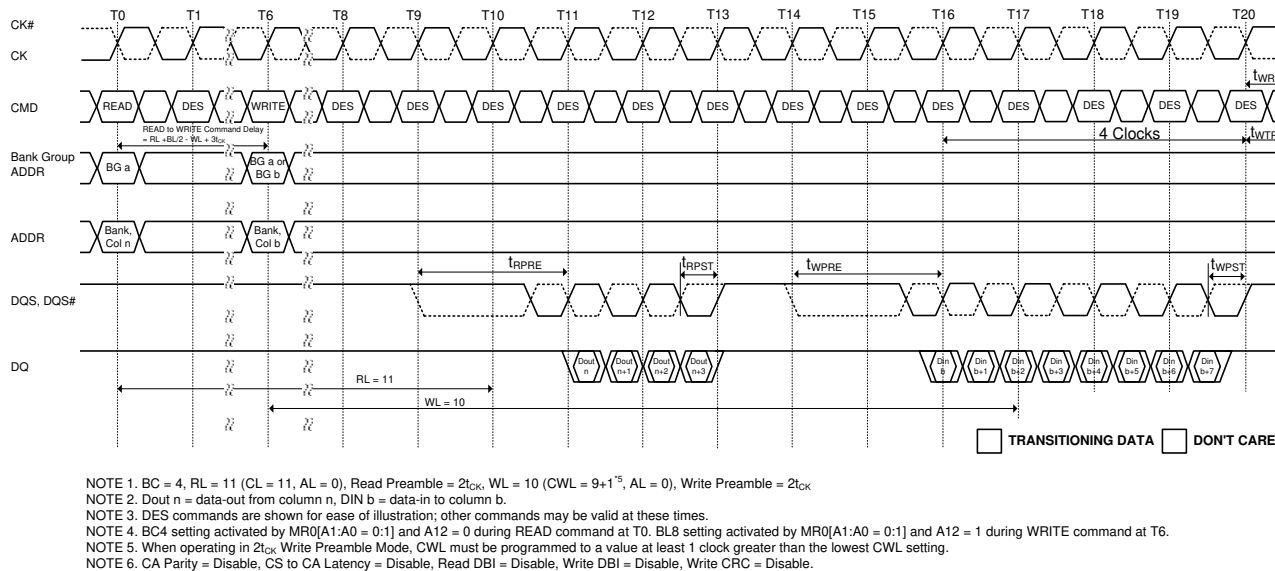 T0 T1 T6 T8 T9 T10 T11 T12 T13 T14 T15 T16 T17 T18 T19 T20
CK#
CK
tWR
CMD READ DES WRITE DES DES DES DES DES DES DES DES DES DES DES DES DES
READ to WRITE Command Delay
= RL +BL/2 - WL + 3tCK
4 Clocks
tWTR
Bank Group
ADDR
BG a
BG a or
BG b
ADDR
Bank,
Col n
Bank,
Col b
tRPRE tRPST tWPRE tWPST
DQS, DQS#
DQ
Dout
n
Dout
n+1
Dout
n+2
Dout
n+3
Din
b
Din
b+1
Din
b+2
Din
b+3
Din
b+4
Din
b+5
Din
b+6
Din
b+7
RL = 11
WL = 10
TRANSITIONING DATA DON'T CARE
NOTE 1. BC = 4, RL = 11 (CL = 11, AL = 0), Read Preamble = 2tCK, WL = 10 (CWL = 9+1*5, AL = 0), Write Preamble = 2tCK
NOTE 2. Dout n = data-out from column n, DIN b = data-in to column b.
NOTE 3. DES commands are shown for ease of illustration; other commands may be valid at these times.
NOTE 4. BC4 setting activated by MR0[A1:A0 = 0:1] and A12 = 0 during READ command at T0. BL8 setting activated by MR0[A1:A0 = 0:1] and A12 = 1 during WRITE command at T6.
NOTE 5. When operating in 2tCK Write Preamble Mode, CWL must be programmed to a value at least 1 clock greater than the lowest CWL setting.
NOTE 6. CA Parity = Disable, CS to CA Latency = Disable, Read DBI = Disable, Write DBI = Disable, Write CRC = Disable.